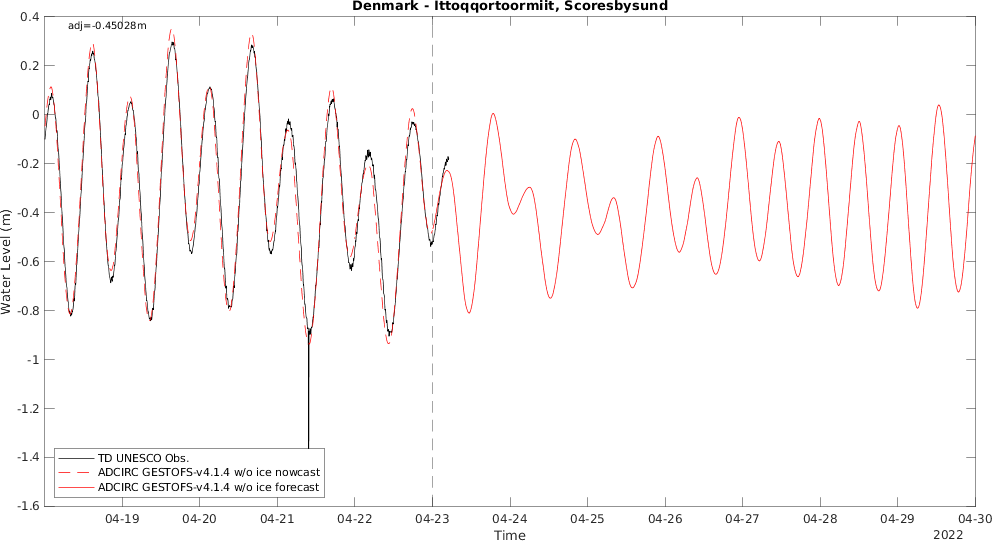 Denmark - Ittoqqortoormiit, Scoresbysund
adj=-0.45028m
0.4
0.2
0
-0.2
-0.4
-0.6
-0.8
-1
-1.2
-1.4
-1.6
Water Level (m)
TD UNESCO Obs.
ADCIRC GESTOFS-v4.1.4 w/o ice nowcast
ADCIRC GESTOFS-v4.1.4 w/o ice forecast
04-19 04-20 04-21 04-22 04-23 04-24 04-25 04-26 04-27 04-28 04-29 04-30
Time
2022